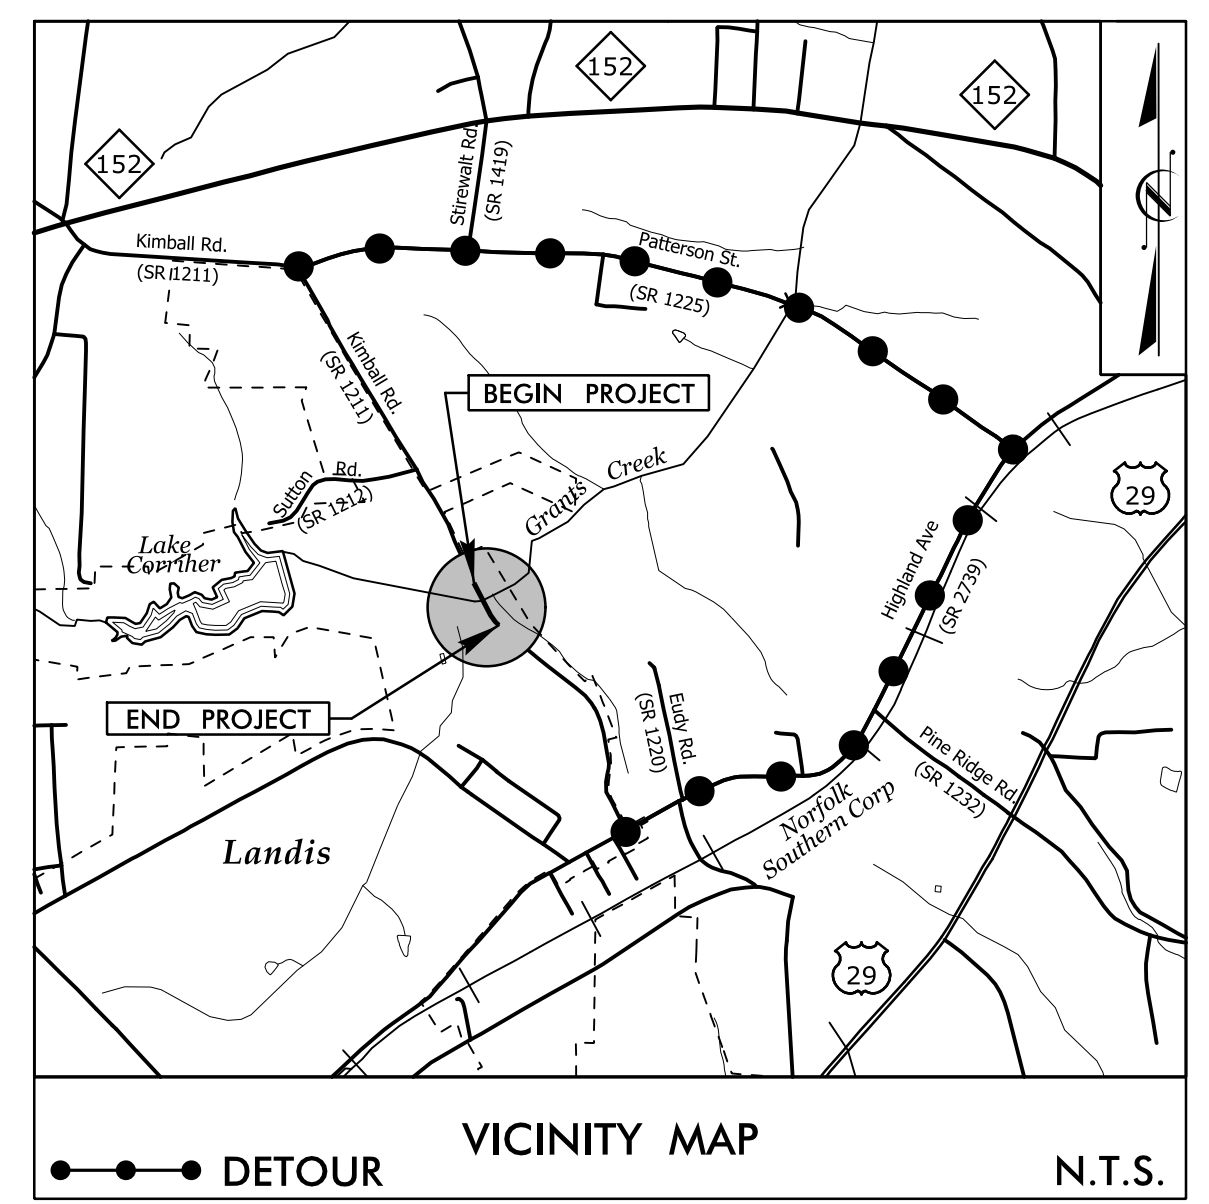 152
152
152
Stirewalt Rd.
(SR 1419)
Kimball Rd.
(SR 1211)
Patterson St.
(SR 1225)
N
Kimball Rd.
(SR 1211)
BEGIN PROJECT
Grants Creek
Sutton Rd.
(SR 1212)
29
Lake
Corriher
Highland Ave
(SR 2739)
END PROJECT
Eudy Rd.
(SR 1220)
Pine Ridge Rd.
(SR 1232)
Norfolk
Southern Corp
Landis
29
VICINITY MAP
DETOUR
N.T.S.